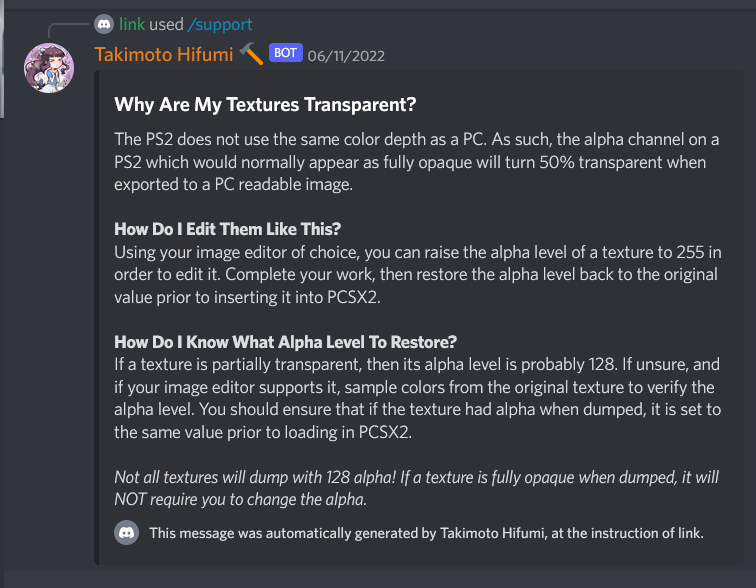 link used /support
Takimoto Hifumi 🔨 BOT 06/11/2022
Why Are My Textures Transparent?
The PS2 does not use the same color depth as a PC. As such, the alpha channel on a
PS2 which would normally appear as fully opaque will turn 50% transparent when
exported to a PC readable image.
How Do I Edit Them Like This?
Using your image editor of choice, you can raise the alpha level of a texture to 255 in
order to edit it. Complete your work, then restore the alpha level back to the original
value prior to inserting it into PCSX2.
How Do I Know What Alpha Level To Restore?
If a texture is partially transparent, then its alpha level is probably 128. If unsure, and
if your image editor supports it, sample colors from the original texture to verify the
alpha level. You should ensure that if the texture had alpha when dumped, it is set to
the same value prior to loading in PCSX2.
Not all textures will dump with 128 alpha! If a texture is fully opaque when dumped, it will
NOT require you to change the alpha.
This message was automatically generated by Takimoto Hifumi, at the instruction of link.